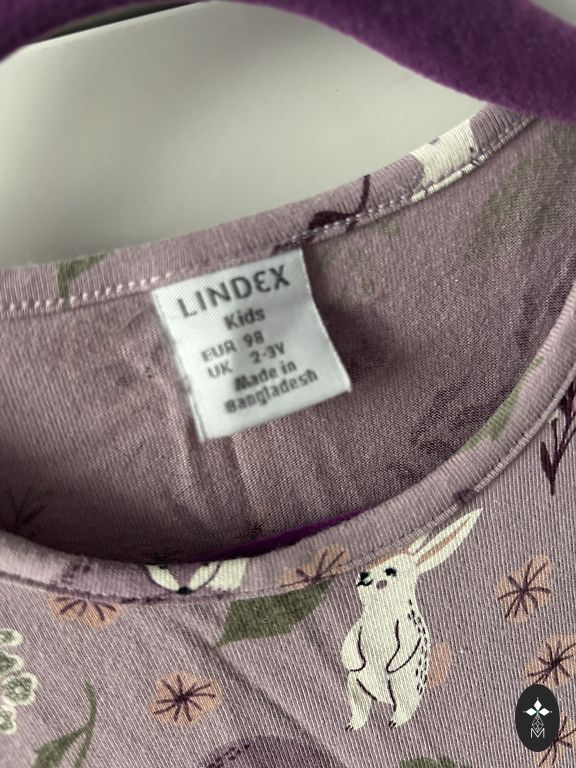 LINDEX
Kids
EUR 98
UK 2-3Y
Made in
Bangladesh
M